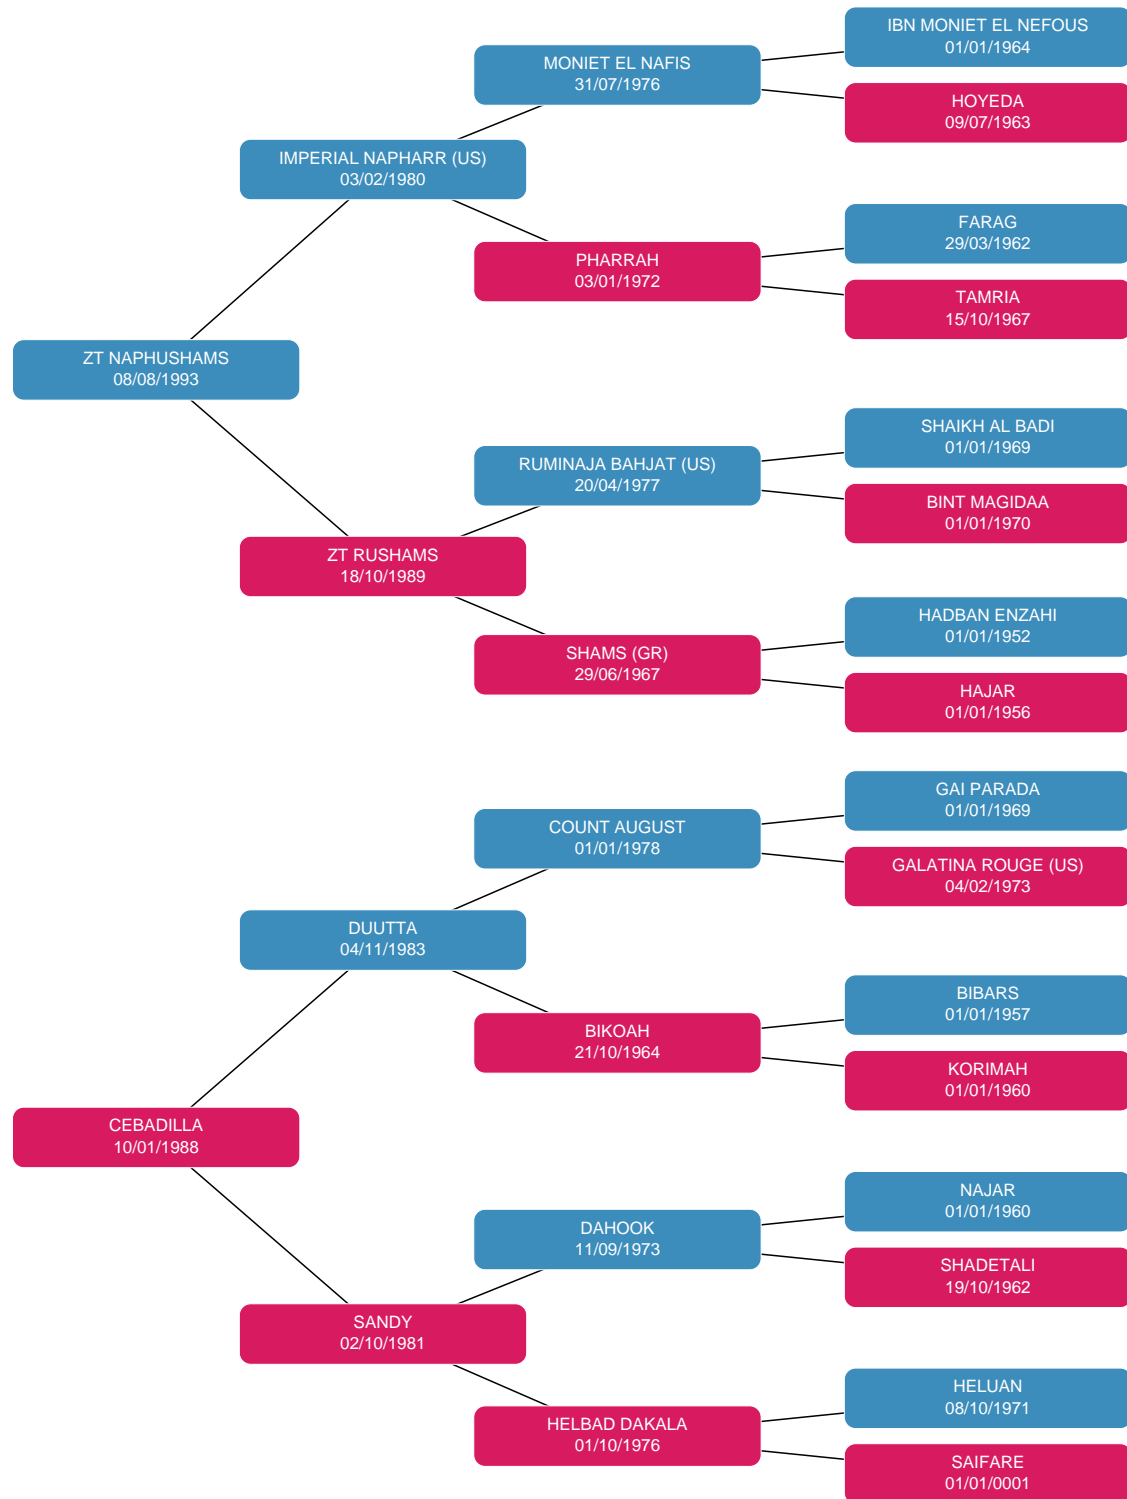 IBN MONIET EL NEFOUS
01/01/1964
MONIET EL NAFIS
31/07/1976
HOYEDA
09/07/1963
IMPERIAL NAPHARR (US)
03/02/1980
FARAG
29/03/1962
PHARRAH
03/01/1972
TAMRIA
15/10/1967
ZT NAPHUSHAMS
08/08/1993
SHAIKH AL BADI
01/01/1969
RUMINAJA BAHJAT (US)
20/04/1977
BINT MAGIDAA
01/01/1970
ZT RUSHAMS
18/10/1989
HADBAN ENZAHI
01/01/1952
SHAMS (GR)
29/06/1967
HAJAR
01/01/1956
GAI PARADA
01/01/1969
COUNT AUGUST
01/01/1978
GALATINA ROUGE (US)
04/02/1973
DUUTTA
04/11/1983
BIBARS
01/01/1957
BIKOAH
21/10/1964
KORIMAH
01/01/1960
CEBADILLA
10/01/1988
NAJAR
01/01/1960
DAHOOK
11/09/1973
SHADETALI
19/10/1962
SANDY
02/10/1981
HELUAN
08/10/1971
HELBAD DAKALA
01/10/1976
SAIFARE
01/01/0001